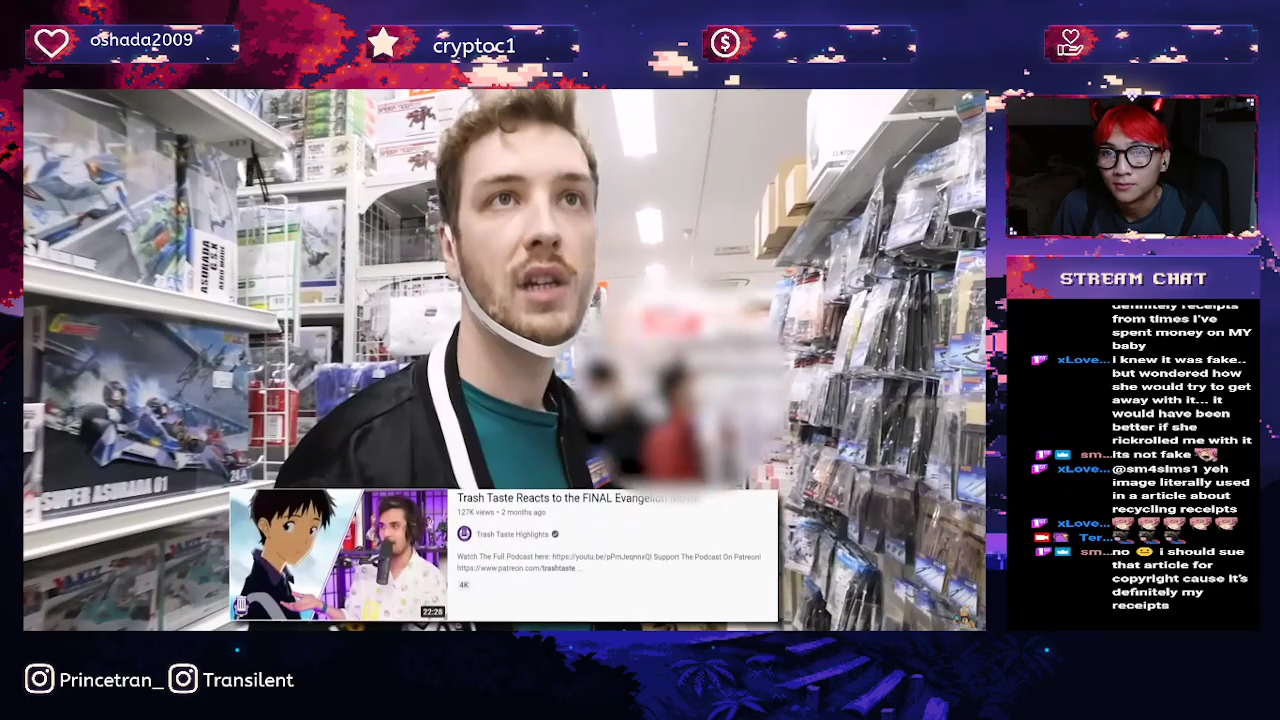 oshada2009
cryptoc1
ASURADA
G.S.X
SUPER ASURADA 01
Trash Taste Reacts to the FINAL Evangelion Movie
127K views • 2 months ago
Trash Taste Highlights
Watch The Full Podcast here: https://youtu.be/pPmJeqnnxQI Support The Podcast On Patreon!
https://www.patreon.com/trashtaste ...
4K
22:28
STREAM CHAT
definitely receipts
from times I've
spent money on MY
baby
xLove... i knew it was fake..
but wondered how
she would try to get
away with it... it
would have been
better if she
rickrolled me with it
sm... its not fake
xLove... @sm4slms1 yeh
image literally used
in a article about
recycling receipts
xLove...
Ter...
sm... no i should sue
that article for
copyright cause it's
definitely my
receipts
Princetran_ Transilent